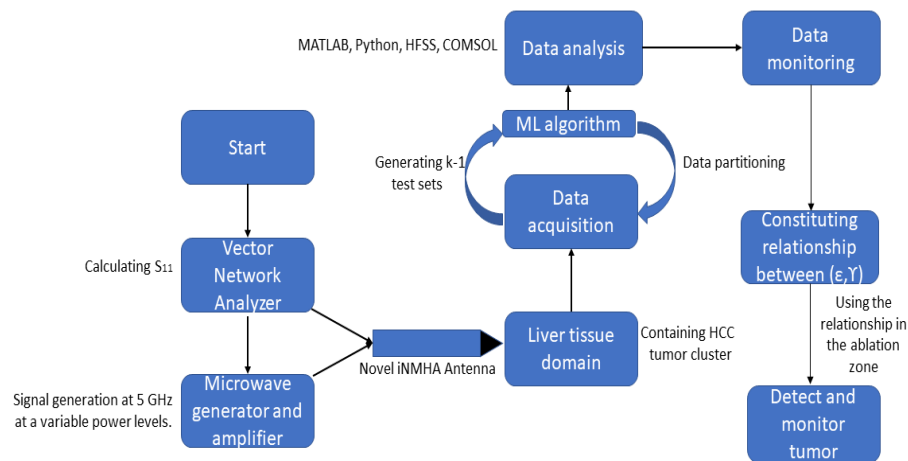 Start
Calculating S₁₁
Vector
Network
Analyzer
Signal generation at 5 GHz
at a variable power levels.
Microwave
generator and
amplifier
Novel iNMHA Antenna
Liver tissue
domain
Containing HCC
tumor cluster
Data
acquisition
Generating k-1
test sets
Data partitioning
ML algorithm
MATLAB, Python, HFSS, COMSOL
Data analysis
Data
monitoring
Constituting
relationship
between (ε,ϒ)
Using the
relationship in
the ablation
zone
Detect and
monitor
tumor